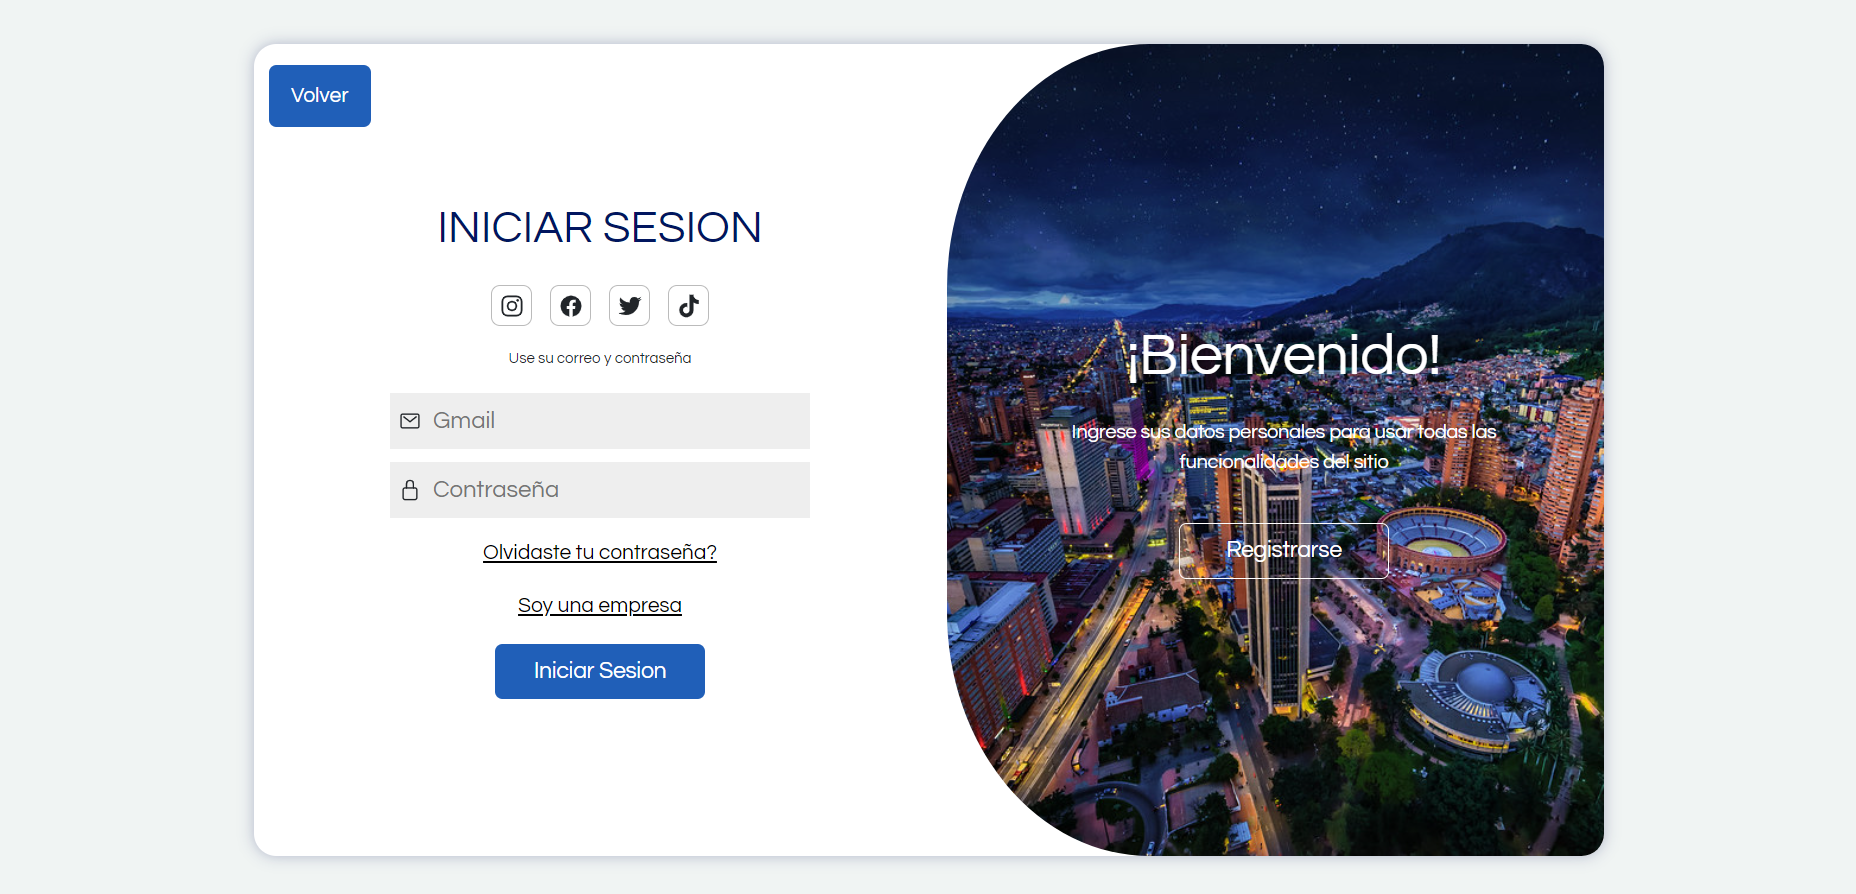 Volver
INICIAR SESION
Use su correo y contraseña
Gmail
Contraseña
Olvidaste tu contraseña?
Soy una empresa
Iniciar Sesion
¡Bienvenido!
Ingrese sus datos personales para usar todas las
funcionalidades del sitio
Registrarse